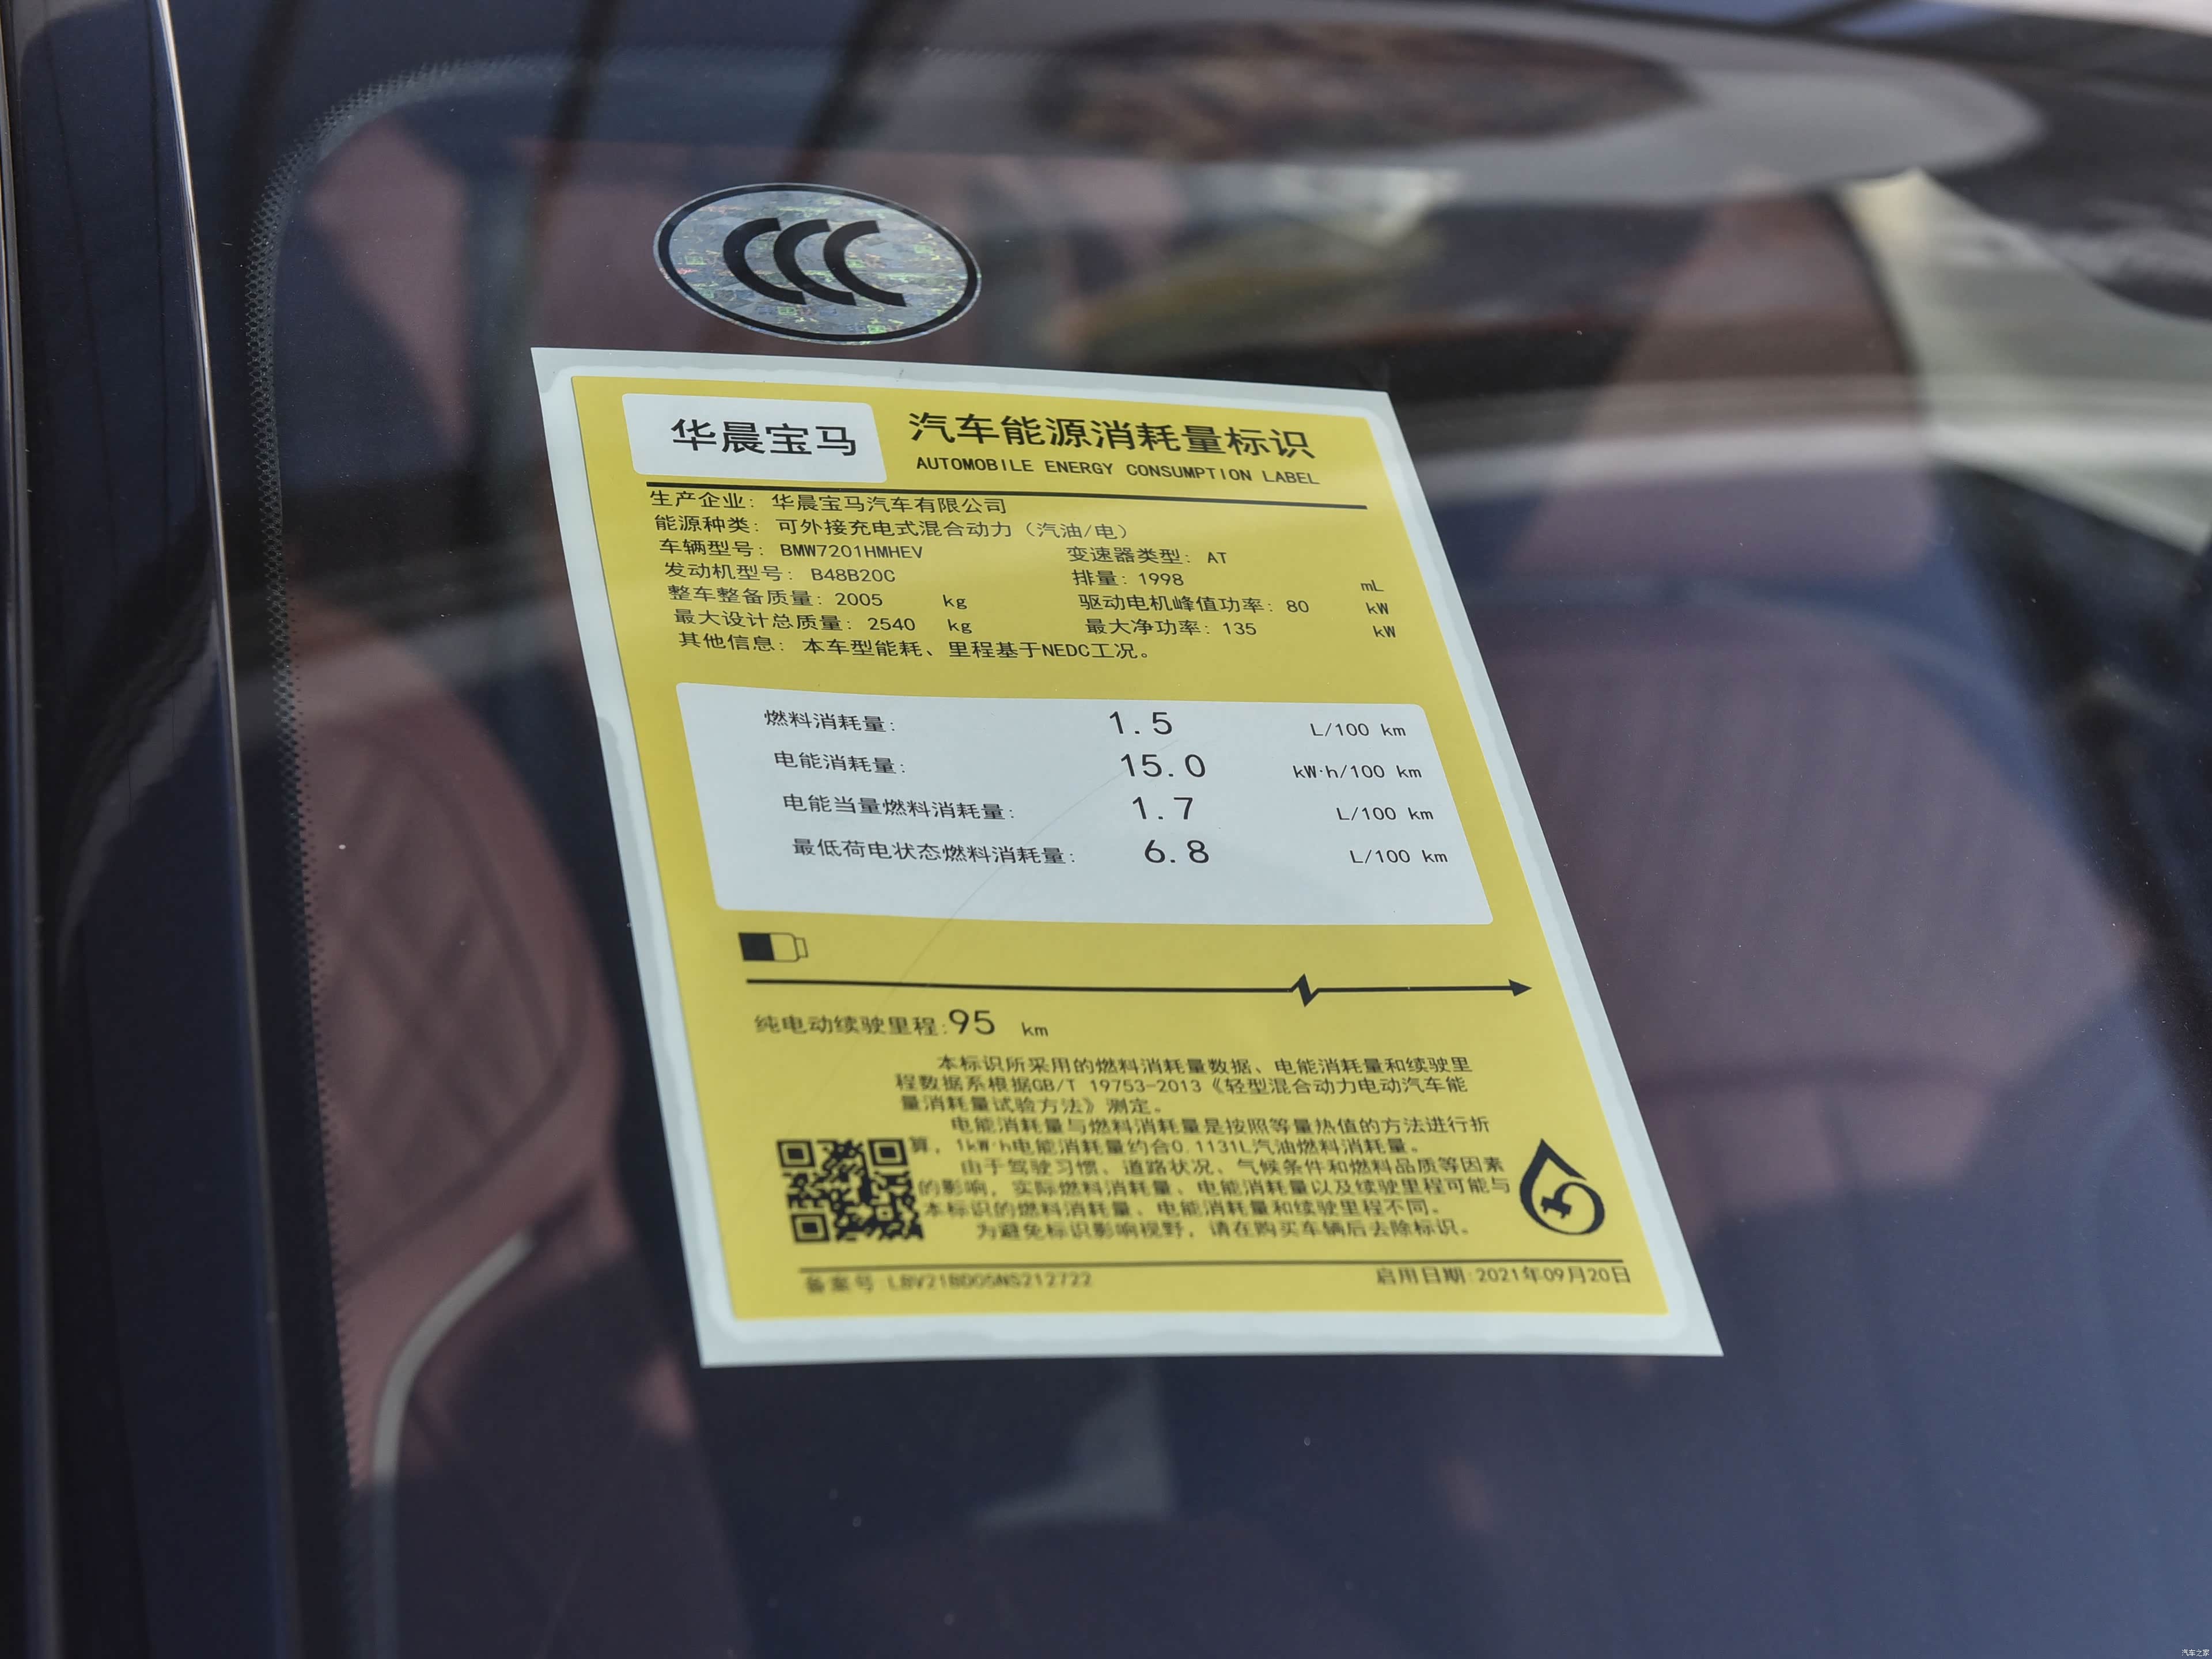 CCC
华晨宝马
汽车能源消耗量标识
AUTOMOBILE ENERGY CONSUMPTION LABEL
生产企业: 华晨宝马汽车有限公司
能源种类: 可外接充电式混合动力（汽油/电）
车辆型号: BMW7201HMHEV 变速器类型: AT
发动机型号: B48B20C 排量: 1998 mL
整车整备质量: 2005 kg 驱动电机峰值功率: 80 kW
最大设计总质量: 2540 kg 最大净功率: 135 kW
其他信息: 本车型能耗、里程基于NEDC工况。
燃料消耗量: 1.5 L/100 km
电能消耗量: 15.0 kW·h/100 km
电能当量燃料消耗量: 1.7 L/100 km
最低荷电状态燃料消耗量: 6.8 L/100 km
纯电动续驶里程: 95 km
本标识所采用的燃料消耗量数据、电能消耗量和续驶里
程数据系根据GB/T 19753-2013《轻型混合动力电动汽车能
量消耗量试验方法》测定。
电能消耗量与燃料消耗量是按照等量热值的方法进行折
算, 1kW·h电能消耗量约合0.1131L汽油燃料消耗量。
由于驾驶习惯、道路状况、气候条件和燃料品质等因素
的影响, 实际燃料消耗量、电能消耗量以及续驶里程可能与
本标识的燃料消耗量、电能消耗量和续驶里程不同。
为避免标识影响视野, 请在购买车辆后去除标识。
备案号:
启用日期:2021年09月20日
汽车之家